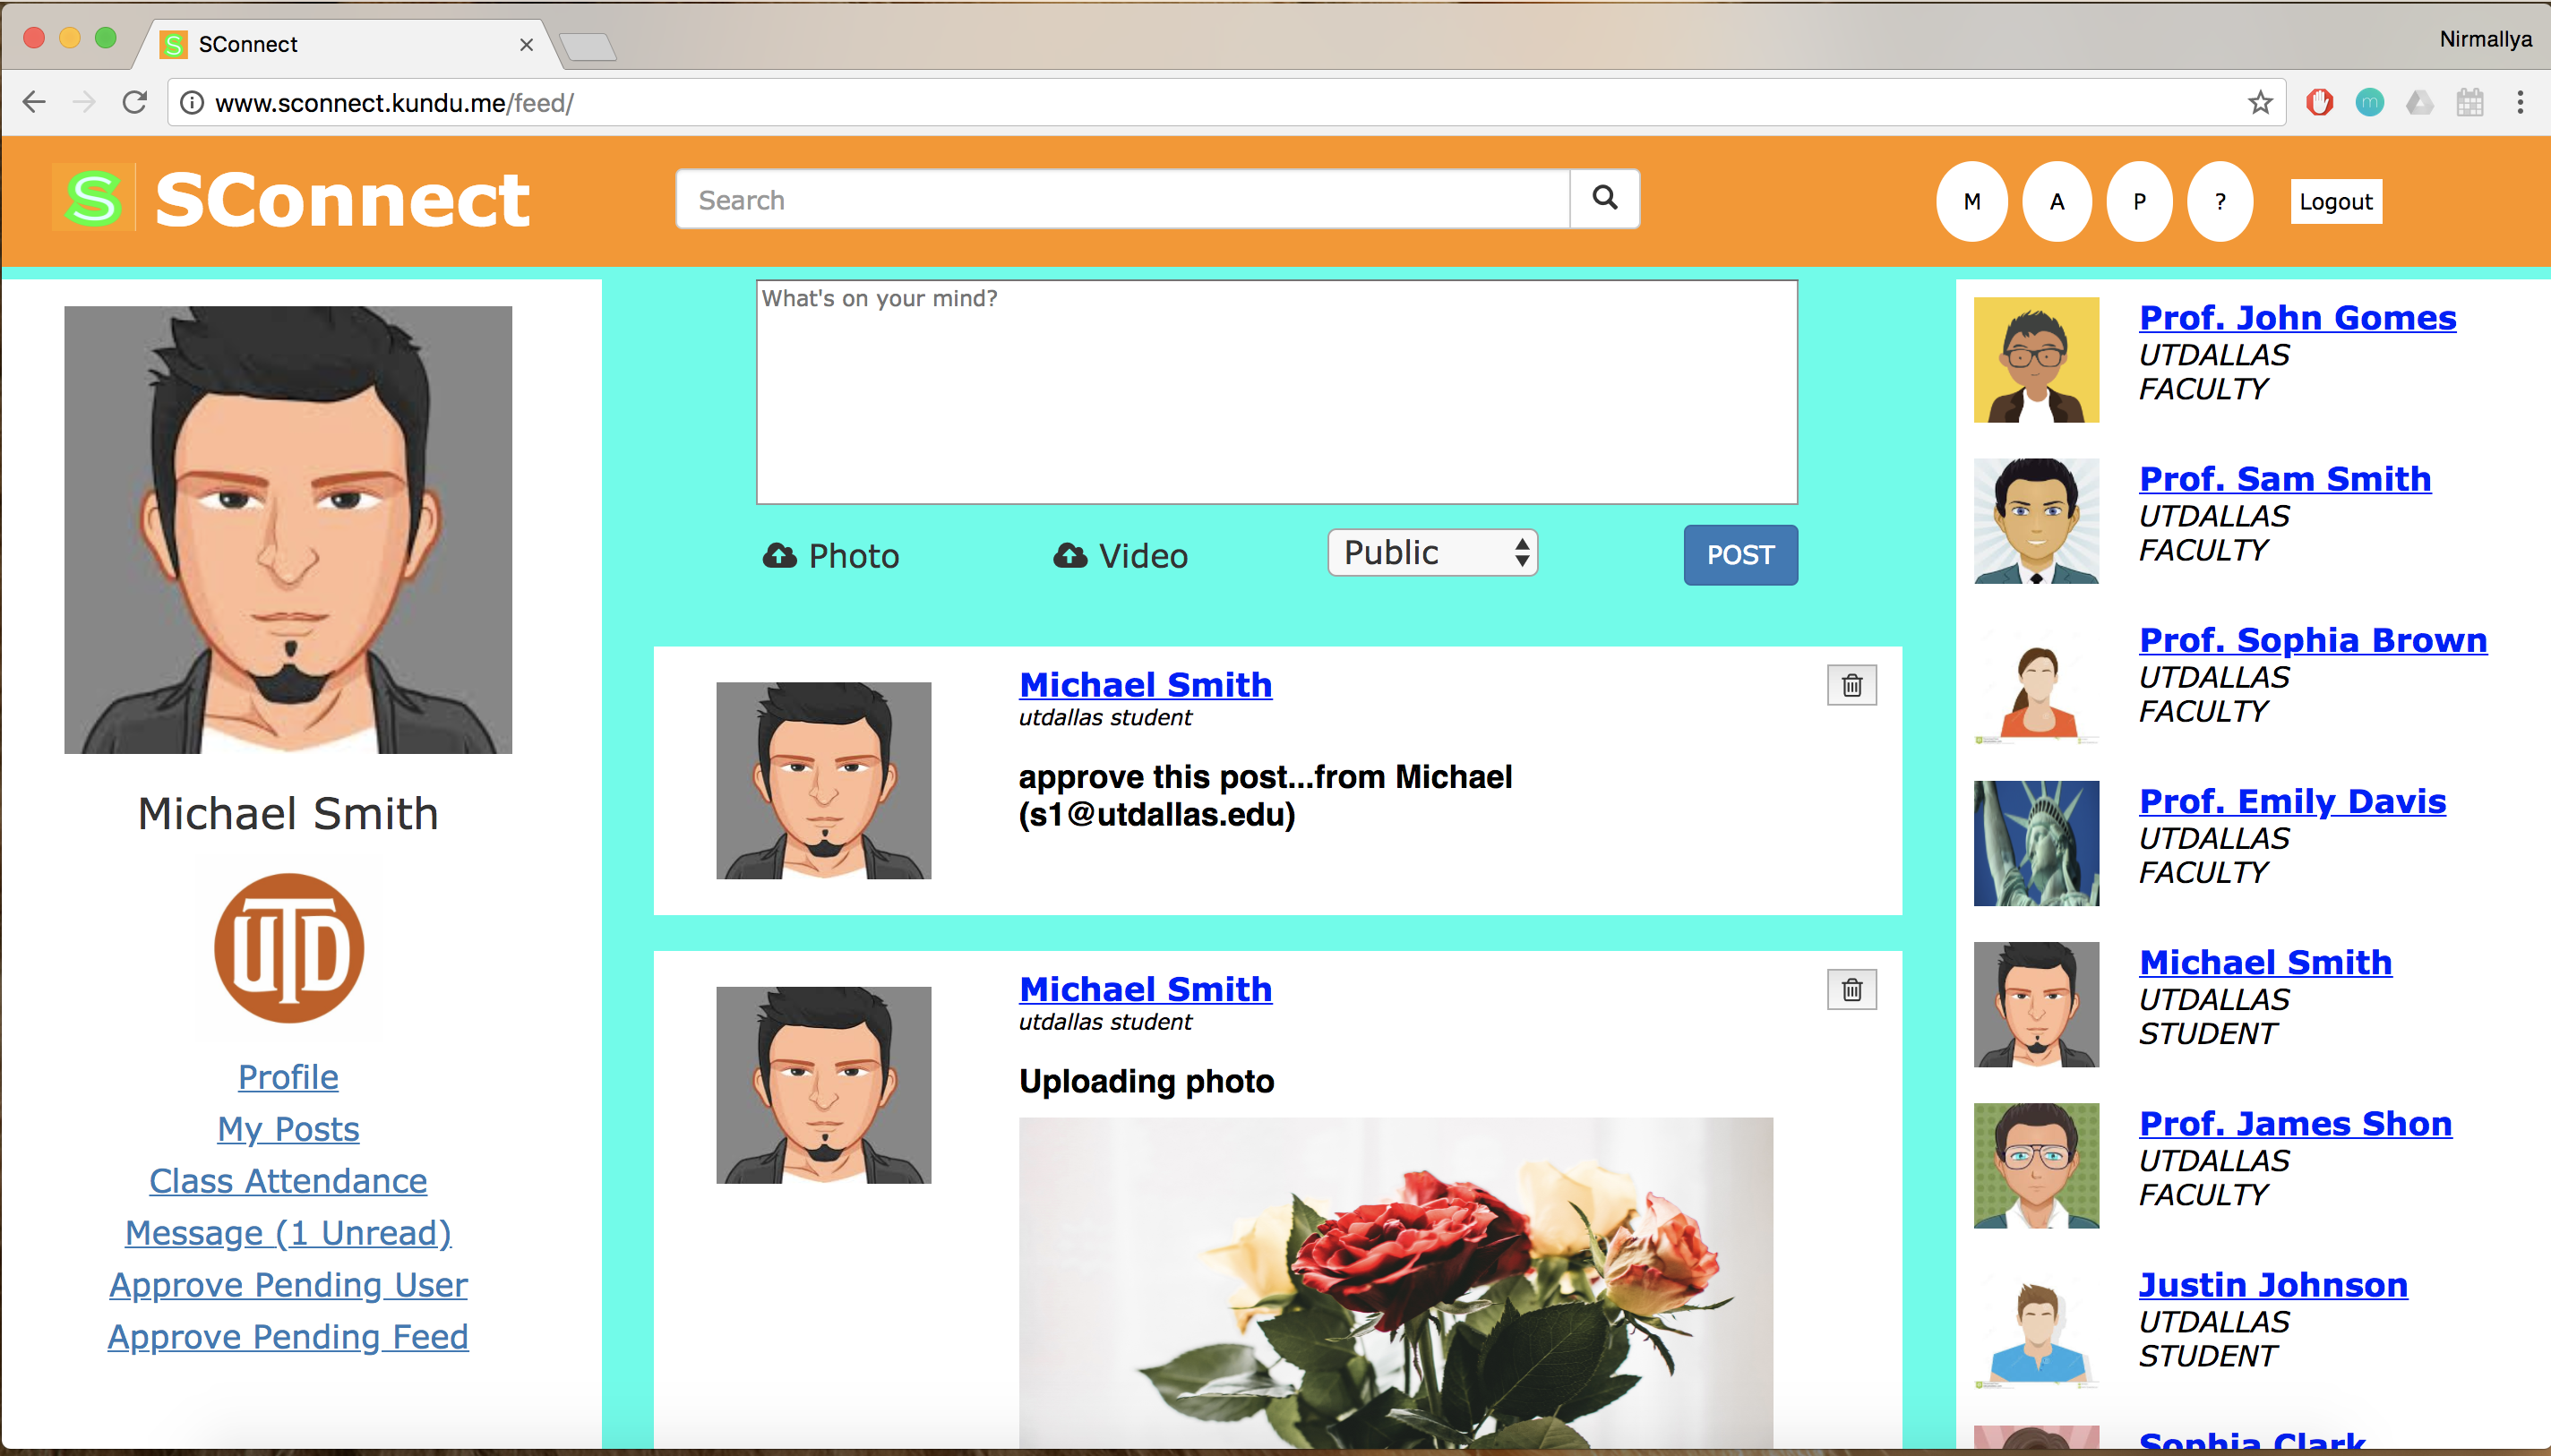 SConnect
Nirmallya
www.sconnect.kundu.me/feed/
m
S SConnect
Search
M A P ? Logout
Michael Smith
UTD
Profile
My Posts
Class Attendance
Message (1 Unread)
Approve Pending User
Approve Pending Feed
What's on your mind?
Photo Video Public POST
Michael Smith
utdallas student
approve this post...from Michael
(s1@utdallas.edu)
Michael Smith
utdallas student
Uploading photo
Prof. John Gomes
UTDALLAS
FACULTY
Prof. Sam Smith
UTDALLAS
FACULTY
Prof. Sophia Brown
UTDALLAS
FACULTY
Prof. Emily Davis
UTDALLAS
FACULTY
Michael Smith
UTDALLAS
STUDENT
Prof. James Shon
UTDALLAS
FACULTY
Justin Johnson
UTDALLAS
STUDENT
Sophia Clark